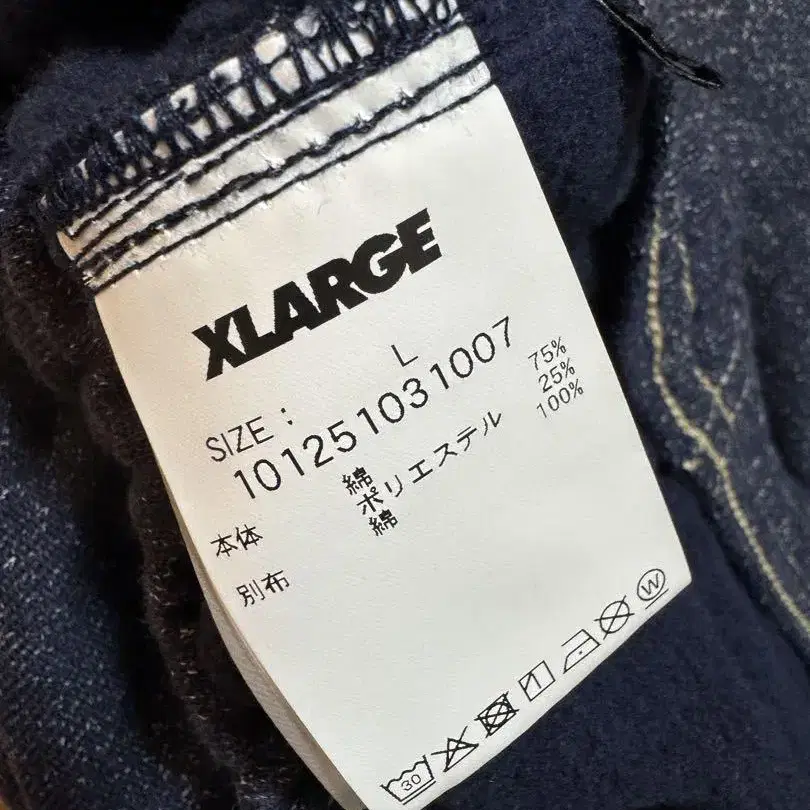 XLARGE
SIZE: L
101251031007
本体 綿 75%
ポリエステル 25%
別布 綿 100%
30
W